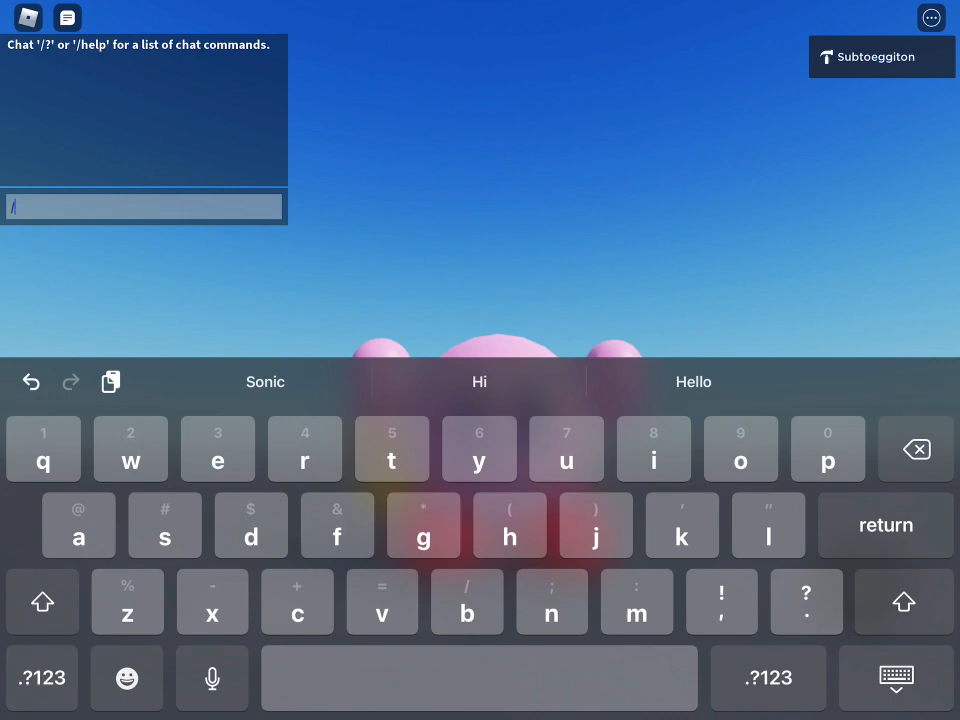 Chat '/?' or '/help' for a list of chat commands.
Subtoeggiton
/
Sonic Hi Hello
1 2 3 4 5 6 7 8 9 0
q w e r t y u i o p
@ # $ & * ( ) ' "
a s d f g h j k l return
% - + = / ; : ! ?
z x c v b n m , .
.?123 .?123